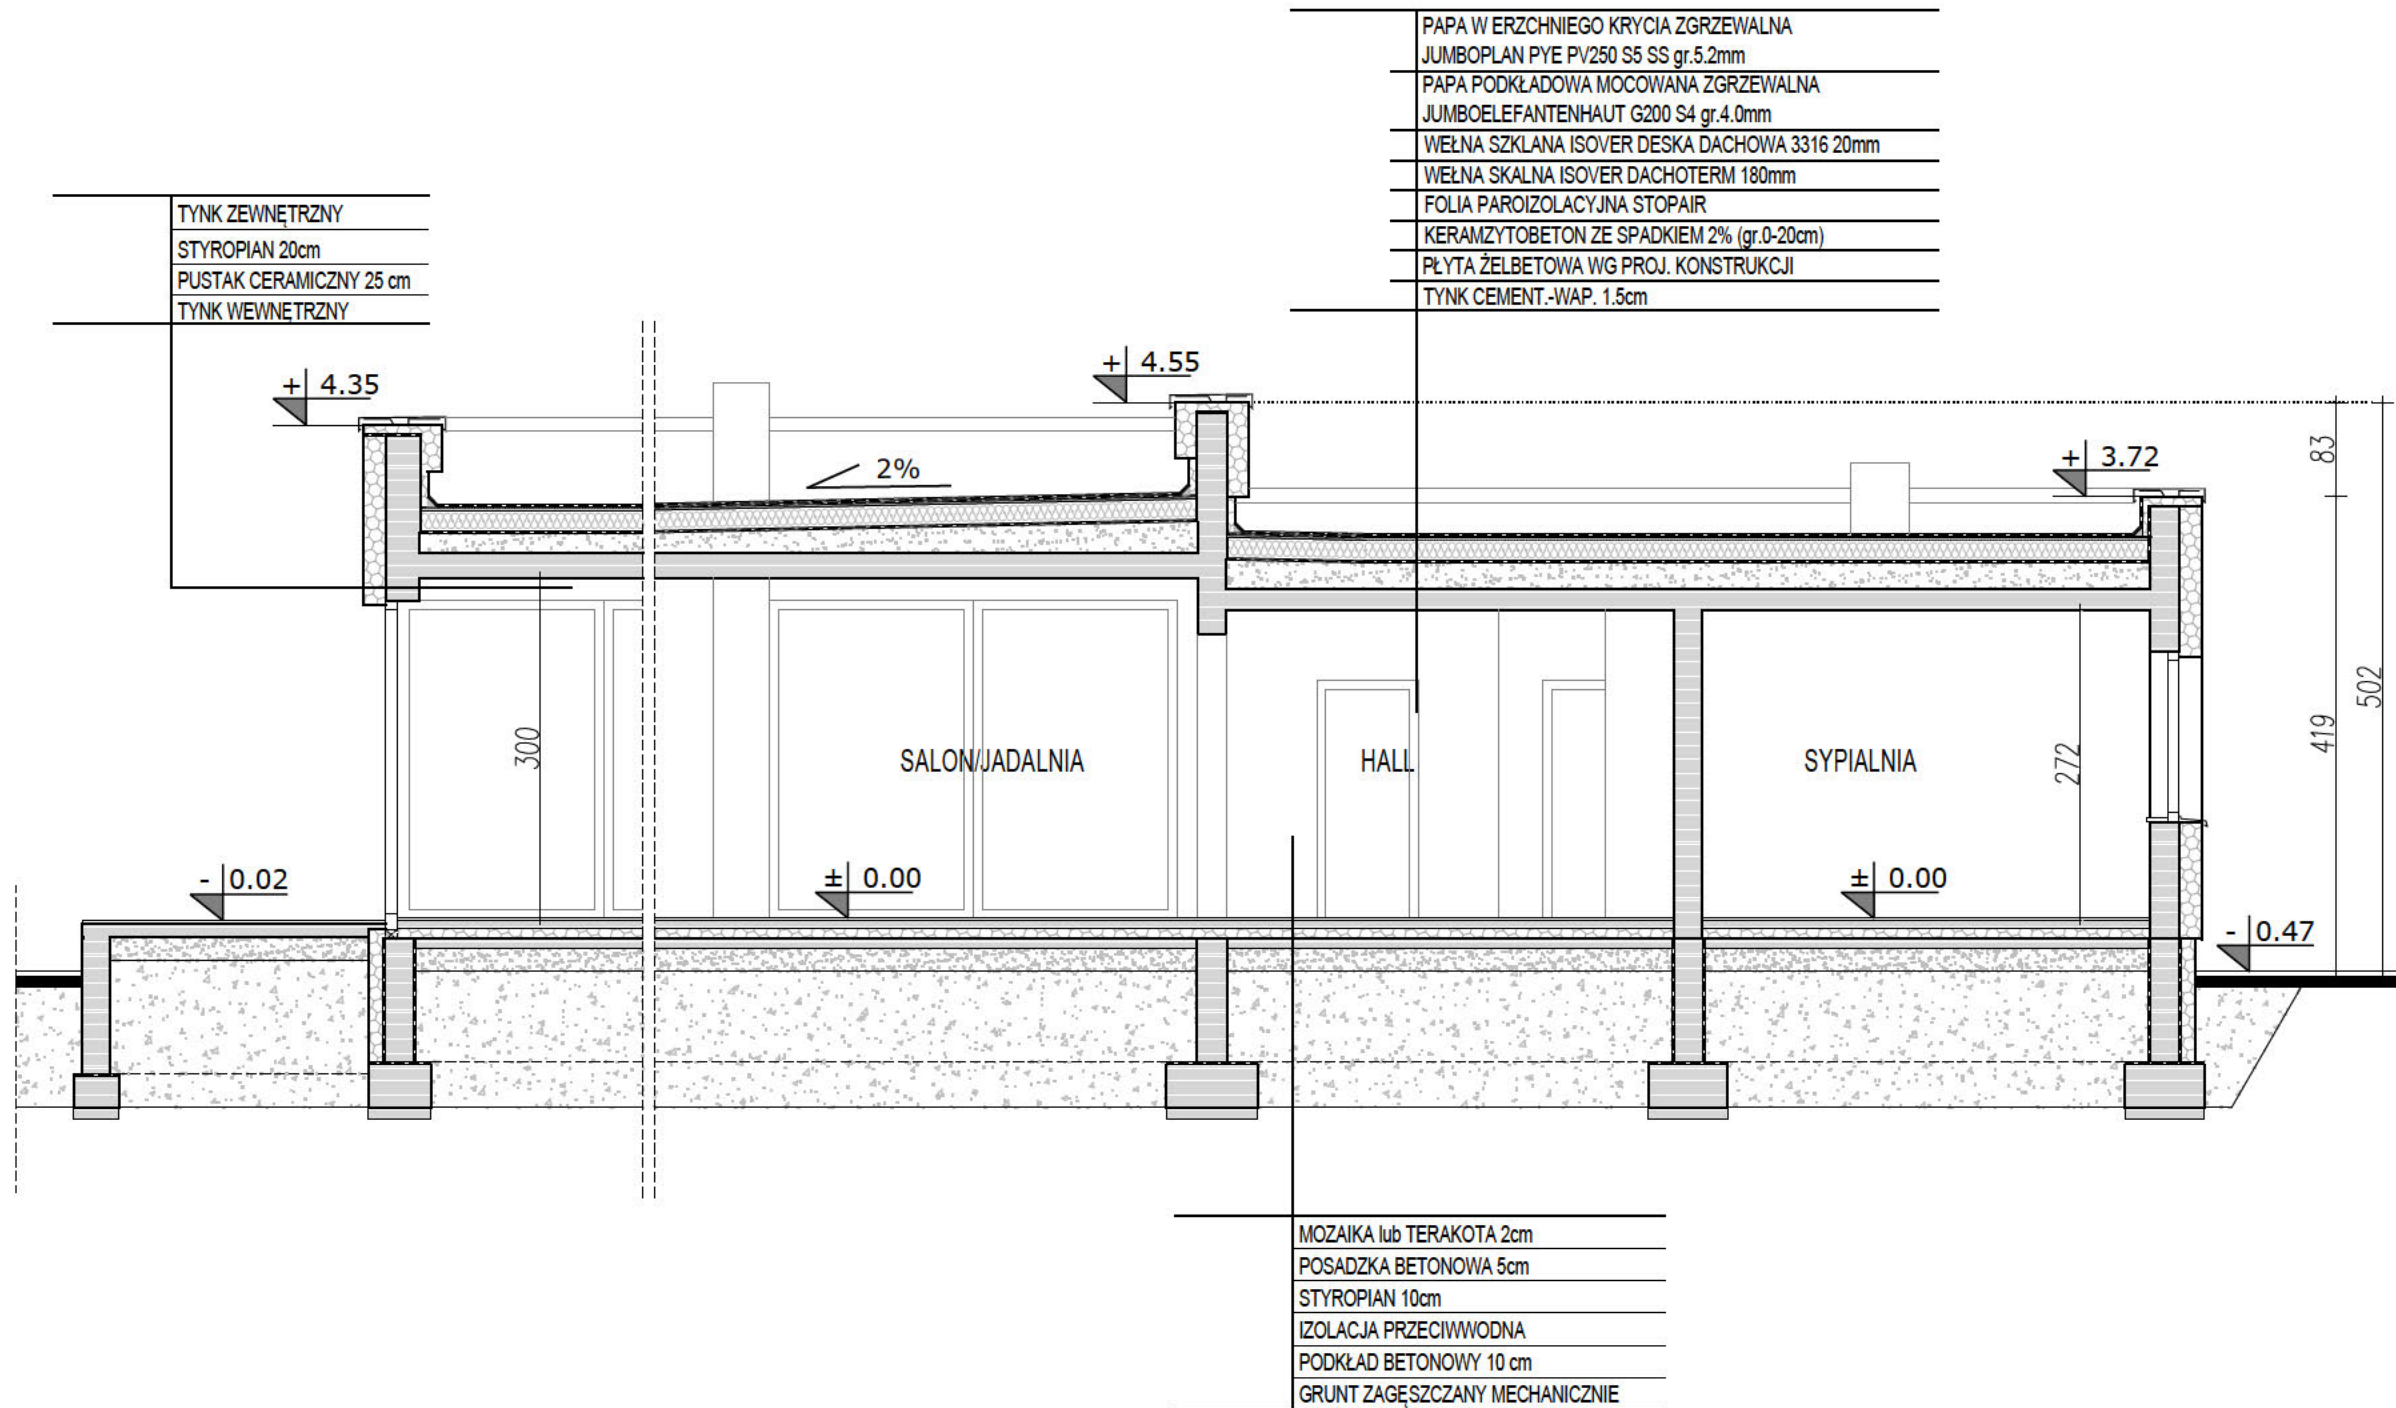 PAPA W ERZCHNIEGO KRYCIA ZGRZEWALNA
JUMBOPLAN PYE PV250 S5 SS gr.5.2mm
PAPA PODKŁADOWA MOCOWANA ZGRZEWALNA
JUMBOELEFANTENHAUT G200 S4 gr.4.0mm
WEŁNA SZKLANA ISOVER DESKA DACHOWA 3316 20mm
WEŁNA SKALNA ISOVER DACHOTERM 180mm
FOLIA PAROIZOLACYJNA STOPAIR
KERAMZYTOBETON ZE SPADKIEM 2% (gr.0-20cm)
PŁYTA ŻELBETOWA WG PROJ. KONSTRUKCJI
TYNK CEMENT.-WAP. 1.5cm
TYNK ZEWNĘTRZNY
STYROPIAN 20cm
PUSTAK CERAMICZNY 25 cm
TYNK WEWNĘTRZNY
+ 4.35
+ 4.55
+ 3.72
83
2%
300
SALON/JADALNIA
HALL
SYPIALNIA
272
419
502
- 0.02
± 0.00
± 0.00
- 0.47
MOZAIKA lub TERAKOTA 2cm
POSADZKA BETONOWA 5cm
STYROPIAN 10cm
IZOLACJA PRZECIWWODNA
PODKŁAD BETONOWY 10 cm
GRUNT ZAGĘSZCZANY MECHANICZNIE